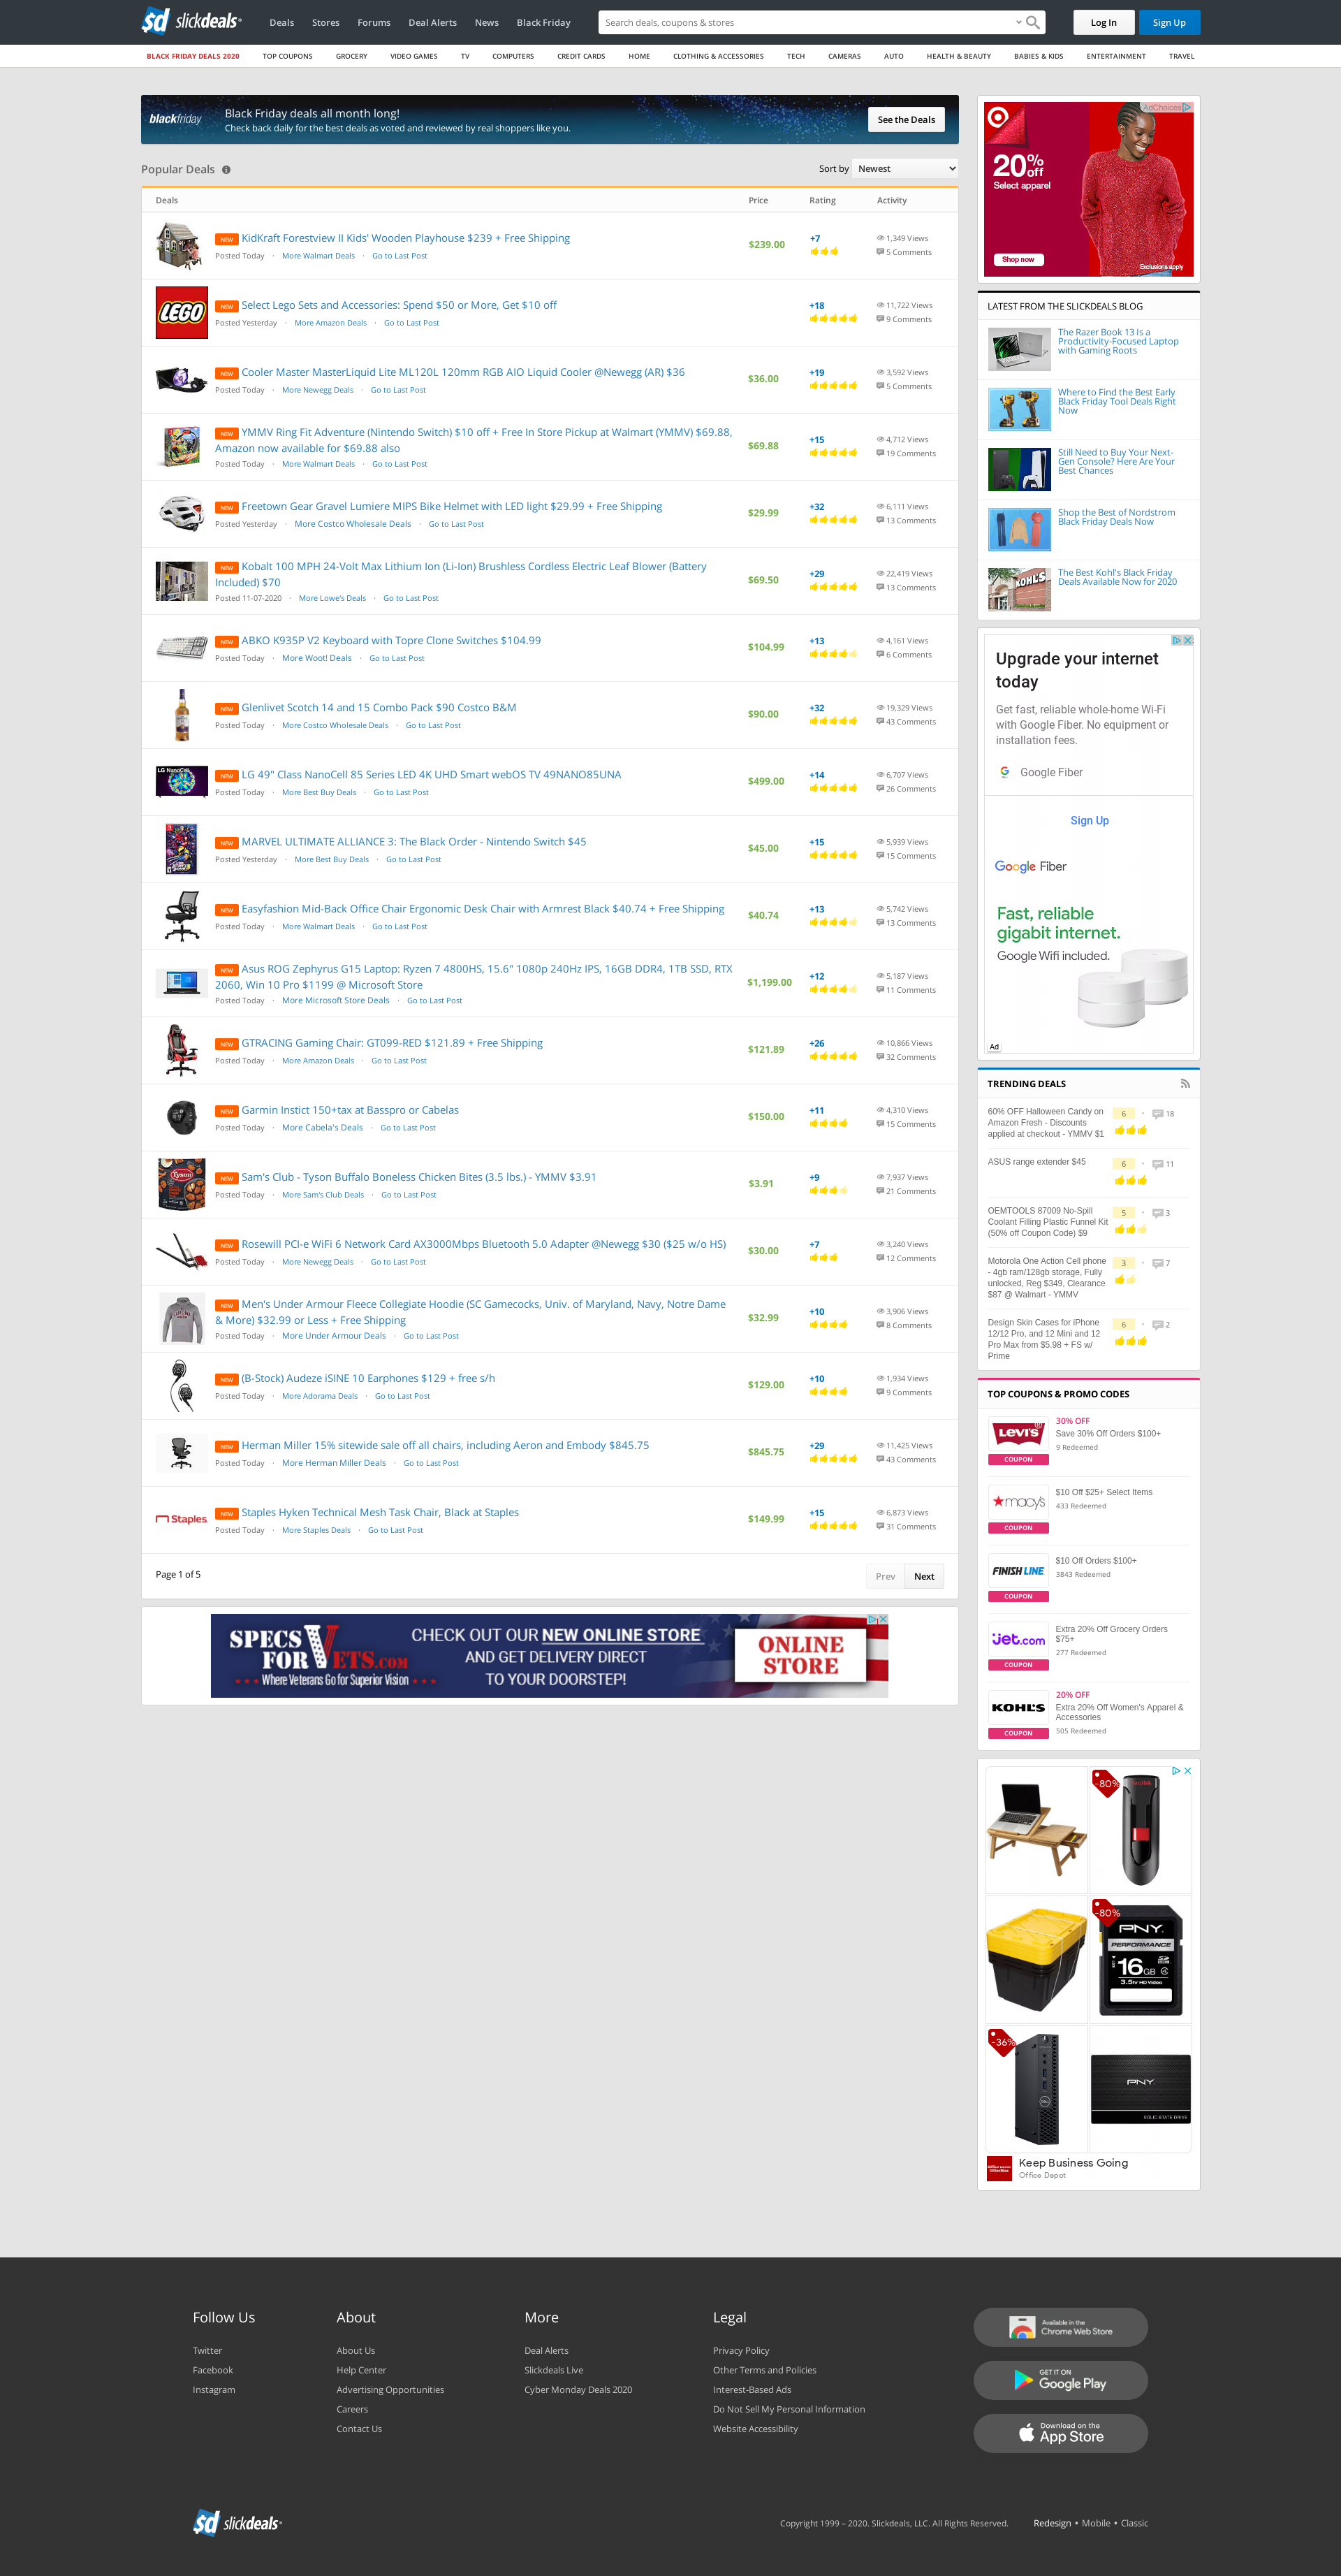 slickdeals
Deals Stores Forums Deal Alerts News Black Friday
Search deals, coupons & stores
Log In Sign Up
BLACK FRIDAY DEALS 2020 TOP COUPONS GROCERY VIDEO GAMES TV COMPUTERS CREDIT CARDS HOME CLOTHING & ACCESSORIES TECH CAMERAS AUTO HEALTH & BEAUTY BABIES & KIDS ENTERTAINMENT TRAVEL
blackfriday
Black Friday deals all month long!
Check back daily for the best deals as voted and reviewed by real shoppers like you.
See the Deals
Popular Deals
Sort by Newest
Deals Price Rating Activity
NEW KidKraft Forestview II Kids' Wooden Playhouse $239 + Free Shipping
Posted Today · More Walmart Deals · Go to Last Post
$239.00 +7 1,349 Views
5 Comments
LEGO
NEW Select Lego Sets and Accessories: Spend $50 or More, Get $10 off
Posted Yesterday · More Amazon Deals · Go to Last Post
+18 11,722 Views
9 Comments
NEW Cooler Master MasterLiquid Lite ML120L 120mm RGB AIO Liquid Cooler @Newegg (AR) $36
Posted Today · More Newegg Deals · Go to Last Post
$36.00 +19 3,592 Views
5 Comments
NEW YMMV Ring Fit Adventure (Nintendo Switch) $10 off + Free In Store Pickup at Walmart (YMMV) $69.88,
Amazon now available for $69.88 also
Posted Today · More Walmart Deals · Go to Last Post
$69.88 +15 4,712 Views
19 Comments
NEW Freetown Gear Gravel Lumiere MIPS Bike Helmet with LED light $29.99 + Free Shipping
Posted Yesterday · More Costco Wholesale Deals · Go to Last Post
$29.99 +32 6,111 Views
13 Comments
NEW Kobalt 100 MPH 24-Volt Max Lithium Ion (Li-Ion) Brushless Cordless Electric Leaf Blower (Battery
Included) $70
Posted 11-07-2020 · More Lowe's Deals · Go to Last Post
$69.50 +29 22,419 Views
13 Comments
NEW ABKO K935P V2 Keyboard with Topre Clone Switches $104.99
Posted Today · More Woot! Deals · Go to Last Post
$104.99 +13 4,161 Views
6 Comments
NEW Glenlivet Scotch 14 and 15 Combo Pack $90 Costco B&M
Posted Today · More Costco Wholesale Deals · Go to Last Post
$90.00 +32 19,329 Views
43 Comments
LG NanoCell
NEW LG 49" Class NanoCell 85 Series LED 4K UHD Smart webOS TV 49NANO85UNA
Posted Today · More Best Buy Deals · Go to Last Post
$499.00 +14 6,707 Views
26 Comments
NEW MARVEL ULTIMATE ALLIANCE 3: The Black Order - Nintendo Switch $45
Posted Yesterday · More Best Buy Deals · Go to Last Post
$45.00 +15 5,939 Views
15 Comments
NEW Easyfashion Mid-Back Office Chair Ergonomic Desk Chair with Armrest Black $40.74 + Free Shipping
Posted Today · More Walmart Deals · Go to Last Post
$40.74 +13 5,742 Views
13 Comments
NEW Asus ROG Zephyrus G15 Laptop: Ryzen 7 4800HS, 15.6" 1080p 240Hz IPS, 16GB DDR4, 1TB SSD, RTX
2060, Win 10 Pro $1199 @ Microsoft Store
Posted Today · More Microsoft Store Deals · Go to Last Post
$1,199.00 +12 5,187 Views
11 Comments
NEW GTRACING Gaming Chair: GT099-RED $121.89 + Free Shipping
Posted Today · More Amazon Deals · Go to Last Post
$121.89 +26 10,866 Views
32 Comments
NEW Garmin Instict 150+tax at Basspro or Cabelas
Posted Today · More Cabela's Deals · Go to Last Post
$150.00 +11 4,310 Views
15 Comments
Tyson
NEW Sam's Club - Tyson Buffalo Boneless Chicken Bites (3.5 lbs.) - YMMV $3.91
Posted Today · More Sam's Club Deals · Go to Last Post
$3.91 +9 7,937 Views
21 Comments
NEW Rosewill PCI-e WiFi 6 Network Card AX3000Mbps Bluetooth 5.0 Adapter @Newegg $30 ($25 w/o HS)
Posted Today · More Newegg Deals · Go to Last Post
$30.00 +7 3,240 Views
12 Comments
NEW Men's Under Armour Fleece Collegiate Hoodie (SC Gamecocks, Univ. of Maryland, Navy, Notre Dame
& More) $32.99 or Less + Free Shipping
Posted Today · More Under Armour Deals · Go to Last Post
$32.99 +10 3,906 Views
8 Comments
NEW (B-Stock) Audeze iSINE 10 Earphones $129 + free s/h
Posted Today · More Adorama Deals · Go to Last Post
$129.00 +10 1,934 Views
9 Comments
NEW Herman Miller 15% sitewide sale off all chairs, including Aeron and Embody $845.75
Posted Today · More Herman Miller Deals · Go to Last Post
$845.75 +29 11,425 Views
43 Comments
Staples
NEW Staples Hyken Technical Mesh Task Chair, Black at Staples
Posted Today · More Staples Deals · Go to Last Post
$149.99 +15 6,873 Views
31 Comments
Page 1 of 5
Prev Next
SPECS FOR VETS.COM
Where Veterans Go for Superior Vision
CHECK OUT OUR NEW ONLINE STORE
AND GET DELIVERY DIRECT
TO YOUR DOORSTEP!
ONLINE STORE
AdChoices
20% off
Select apparel
Shop now
Exclusions apply
LATEST FROM THE SLICKDEALS BLOG
The Razer Book 13 Is a
Productivity-Focused Laptop
with Gaming Roots
Where to Find the Best Early
Black Friday Tool Deals Right
Now
Still Need to Buy Your Next-
Gen Console? Here Are Your
Best Chances
Shop the Best of Nordstrom
Black Friday Deals Now
KOHL'S
The Best Kohl's Black Friday
Deals Available Now for 2020
Upgrade your internet
today
Get fast, reliable whole-home Wi-Fi
with Google Fiber. No equipment or
installation fees.
Google Fiber
Sign Up
Google Fiber
Fast, reliable
gigabit internet.
Google Wifi included.
Ad
TRENDING DEALS
60% OFF Halloween Candy on
Amazon Fresh - Discounts
applied at checkout - YMMV $1
6 · 18
ASUS range extender $45
6 · 11
OEMTOOLS 87009 No-Spill
Coolant Filling Plastic Funnel Kit
(50% off Coupon Code) $9
5 · 3
Motorola One Action Cell phone
- 4gb ram/128gb storage, Fully
unlocked, Reg $349, Clearance
$87 @ Walmart - YMMV
3 · 7
Design Skin Cases for iPhone
12/12 Pro, and 12 Mini and 12
Pro Max from $5.98 + FS w/
Prime
6 · 2
TOP COUPONS & PROMO CODES
LEVI'S
COUPON
30% OFF
Save 30% Off Orders $100+
9 Redeemed
macy's
COUPON
$10 Off $25+ Select Items
433 Redeemed
FINISH LINE
COUPON
$10 Off Orders $100+
3843 Redeemed
jet.com
COUPON
Extra 20% Off Grocery Orders
$75+
277 Redeemed
KOHL'S
COUPON
20% OFF
Extra 20% Off Women's Apparel &
Accessories
505 Redeemed
-80%
-80%
PNY
PERFORMANCE
16GB
3.5hr HD Video
-36%
PNY
SOLID STATE DRIVE
Keep Business Going
Office Depot
Follow Us
Twitter
Facebook
Instagram
About
About Us
Help Center
Advertising Opportunities
Careers
Contact Us
More
Deal Alerts
Slickdeals Live
Cyber Monday Deals 2020
Legal
Privacy Policy
Other Terms and Policies
Interest-Based Ads
Do Not Sell My Personal Information
Website Accessibility
Available in the
Chrome Web Store
GET IT ON
Google Play
Download on the
App Store
slickdeals
Copyright 1999 – 2020. Slickdeals, LLC. All Rights Reserved.
Redesign • Mobile • Classic